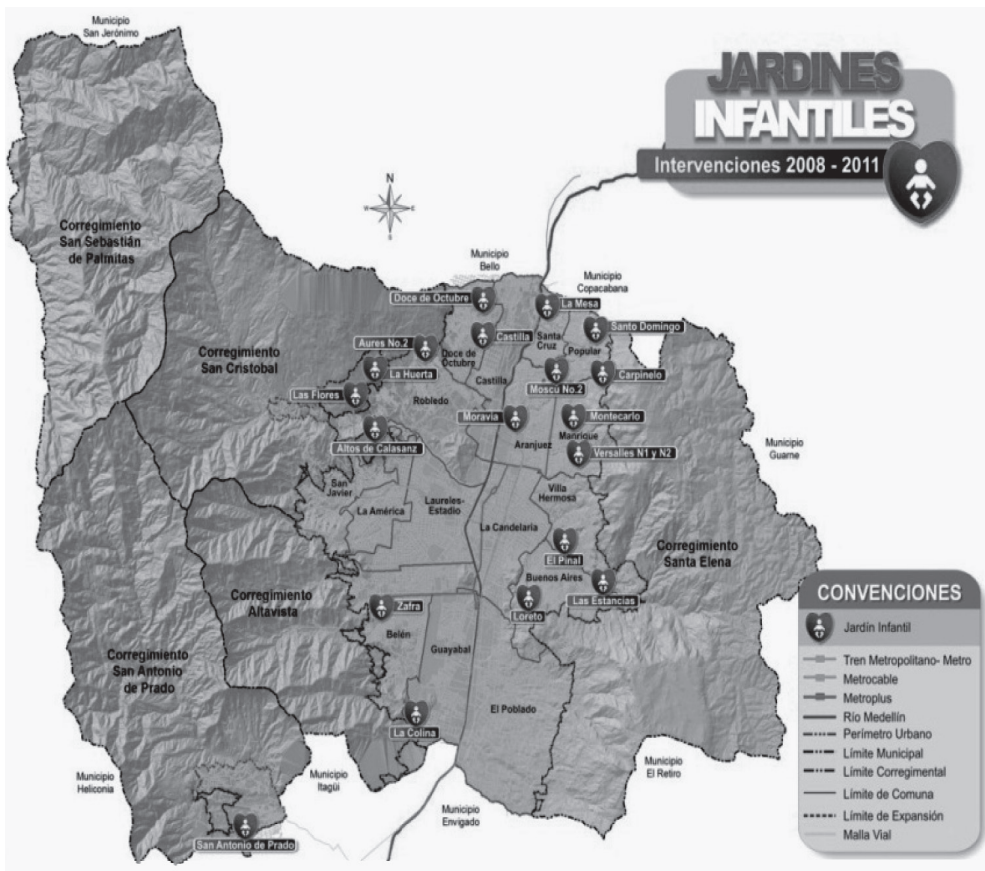 Municipio
San Jerónimo
JARDINES
INFANTILES
Intervenciones 2008 - 2011
N
W
E
S
Corregimiento
San Sebastián
de Palmitas
Municipio
Bello
Municipio
Copacabana
Doce de Octubre
La Mesa
Castilla
Santa
Cruz
Santo Domingo
Popular
Corregimiento
San Cristobal
Aures No.2
Doce de
Octubre
La Huerta
Castilla
Moscú No.2
Carpinelo
Las Flores
Robledo
Moravia
Montecarlo
Aranjuez
Manrique
Altos de Calasanz
Versalles N1 y N2
Municipio
Guarne
San
Javier
La América
Laureles-
Estadio
Villa
Hermosa
La Candelaria
El Pinal
Corregimiento
Santa Elena
Buenos Aires
Las Estancias
Loreto
Corregimiento
Altavista
Zafra
Belén
Guayabal
Corregimiento
San Antonio
de Prado
El Poblado
La Colina
Municipio
Heliconia
Municipio
Itagüi
Municipio
Envigado
Municipio
El Retiro
San Antonio de Prado
CONVENCIONES
Jardín Infantil
Tren Metropolitano- Metro
Metrocable
Metroplus
Río Medellín
Perímetro Urbano
Límite Municipal
Límite Corregimental
Límite de Comuna
Límite de Expansión
Malla Vial